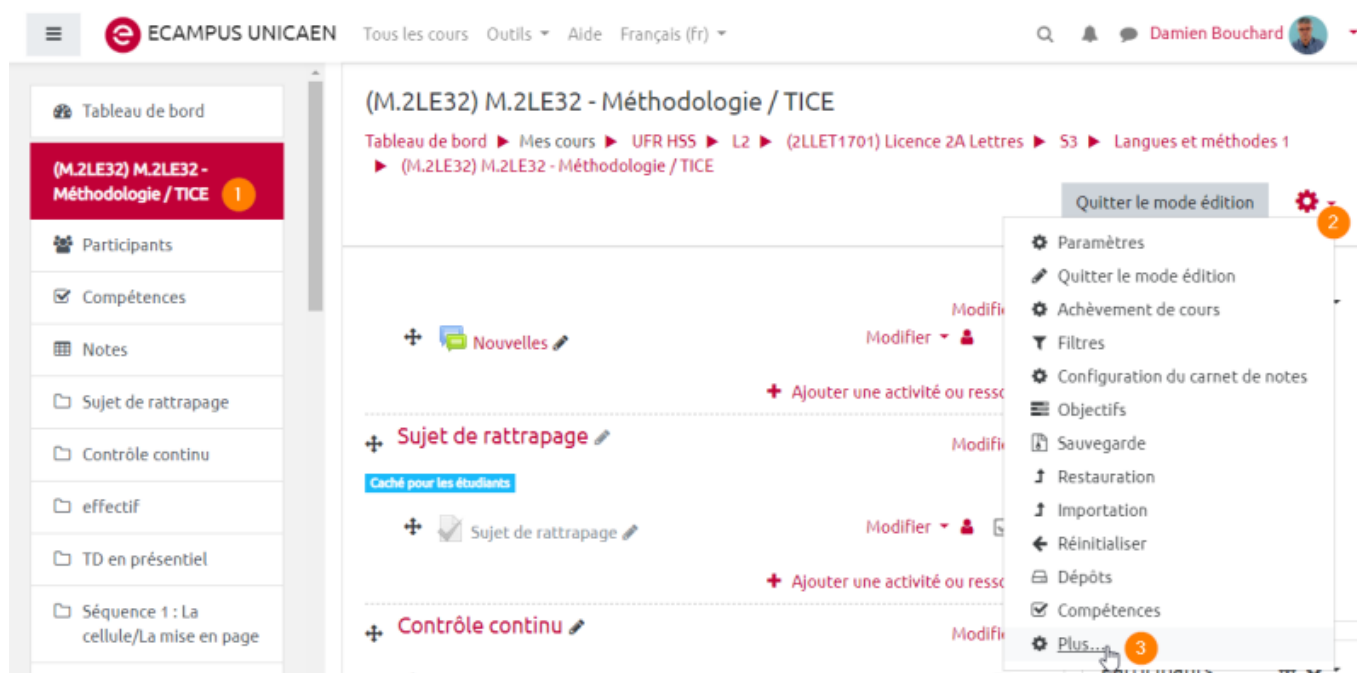 ECAMPUS UNICAEN Tous les cours Outils Aide Français (fr) Damien Bouchard
Tableau de bord
(M.2LE32) M.2LE32 -
Méthodologie / TICE 1
Participants
Compétences
Notes
Sujet de rattrapage
Contrôle continu
effectif
TD en présentiel
Séquence 1 : La
cellule/La mise en page
(M.2LE32) M.2LE32 - Méthodologie / TICE
Tableau de bord ▶ Mes cours ▶ UFR HSS ▶ L2 ▶ (2LLET1701) Licence 2A Lettres ▶ S3 ▶ Langues et méthodes 1
▶ (M.2LE32) M.2LE32 - Méthodologie / TICE
Quitter le mode édition
2
Modifi
Nouvelles Modifier
+ Ajouter une activité ou resso
Sujet de rattrapage Modifi
Caché pour les étudiants
Sujet de rattrapage Modifier
+ Ajouter une activité ou resso
Contrôle continu Modifi
Paramètres
Quitter le mode édition
Achèvement de cours
Filtres
Configuration du carnet de notes
Objectifs
Sauvegarde
Restauration
Importation
Réinitialiser
Dépôts
Compétences
Plus... 3